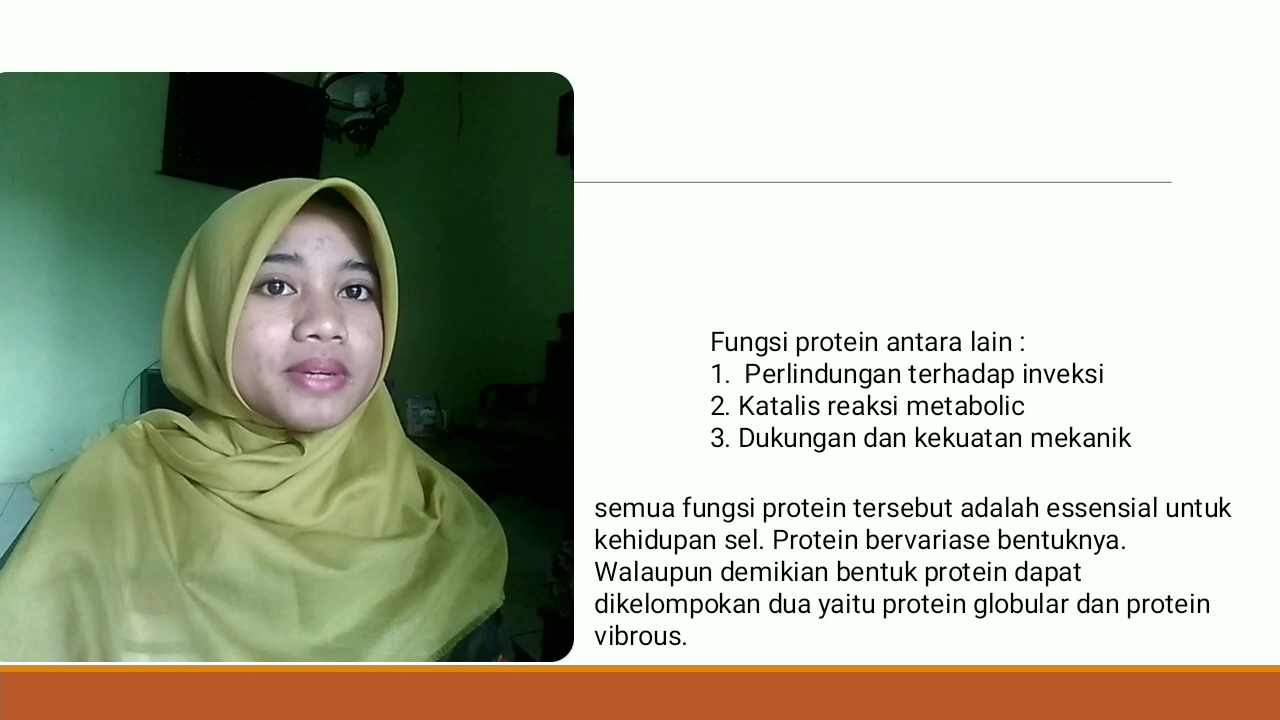 Fungsi protein antara lain :
1. Perlindungan terhadap inveksi
2. Katalis reaksi metabolic
3. Dukungan dan kekuatan mekanik
semua fungsi protein tersebut adalah essensial untuk
kehidupan sel. Protein bervariase bentuknya.
Walaupun demikian bentuk protein dapat
dikelompokan dua yaitu protein globular dan protein
vibrous.